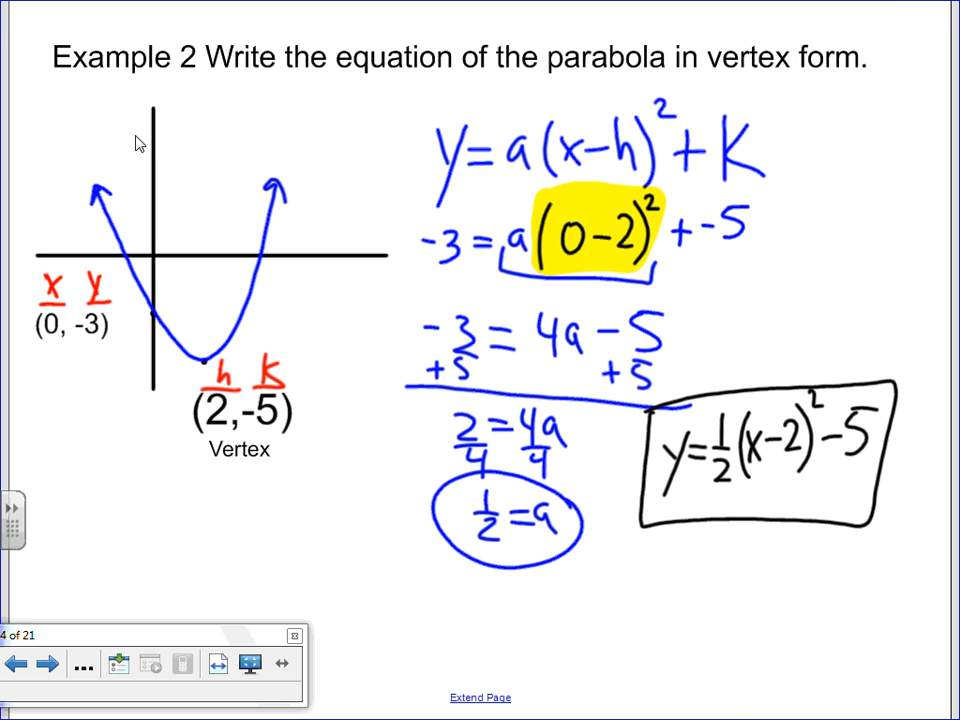 Example 2 Write the equation of the parabola in vertex form.
y = a(x-h)² + k
-3 = a(0-2)² + -5
x y
(0, -3)
-3 = 4a - 5
+5 +5
h k
(2,-5)
Vertex
2/4 = 4a/4
1/2 = a
y = 1/2(x-2)² - 5
4 of 21
...
Extend Page